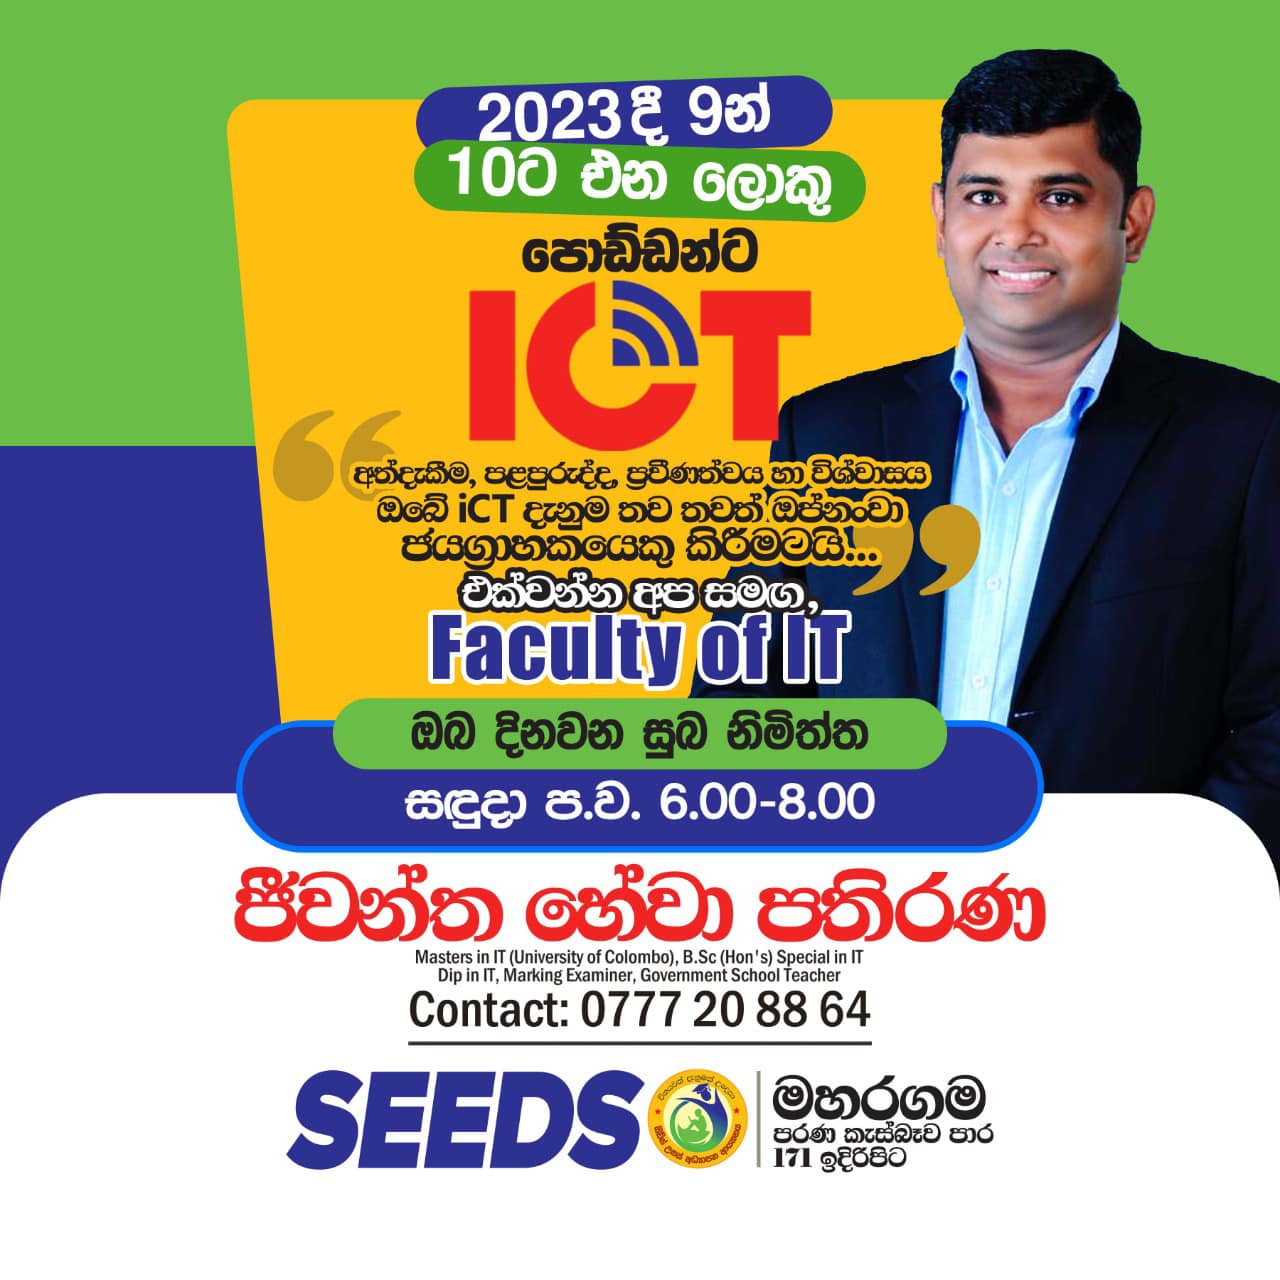 2023දී 9න්
10ට එන ලොකු
පොඩ්ඩන්ට
ICT
අත්දැකීම, පළපුරුද්ද, ප්‍රවීණත්වය හා විශ්වාසය
ඔබේ iCT දැනුම තව තවත් ඔප්නංවා
ජයග්‍රාහකයෙකු කිරීමටයි...
එක්වන්න අප සමඟ,
Faculty of IT
ඔබ දිනවන සුබ නිමිත්ත
සඳුදා ප.ව. 6.00-8.00
ජීවන්ත හේවා පතිරණ
Masters in IT (University of Colombo), B.Sc (Hon's) Special in IT
Dip in IT, Marking Examiner, Government School Teacher
Contact: 0777 20 88 64
SEEDS
මහරගම
පරණ කැස්බෑව පාර
171 ඉදිරිපිට